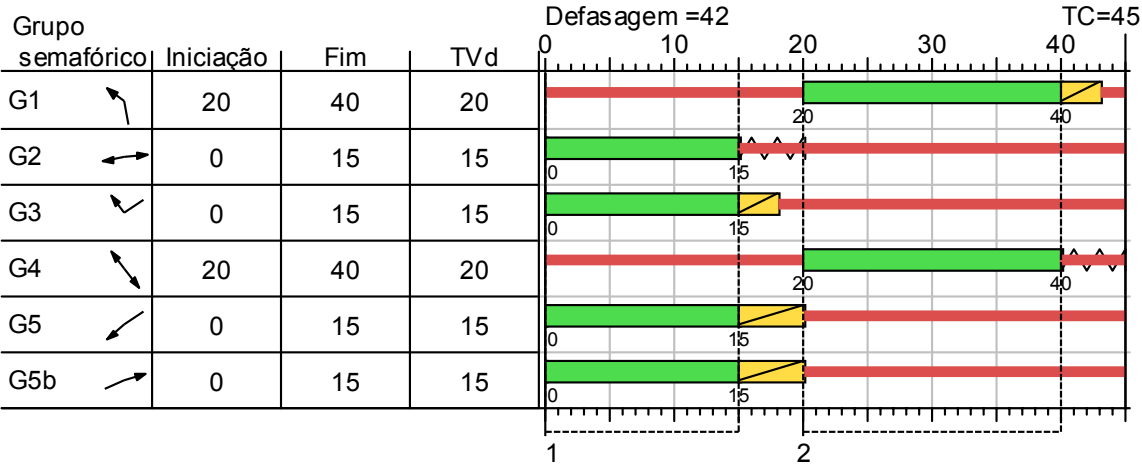 Defasagem =42 TC=45
Grupo
semafórico Iniciação Fim TVd 0 10 20 30 40
G1 20 40 20
20 40
G2 0 15 15
0 15
G3 0 15 15
0 15
G4 20 40 20
20 40
G5 0 15 15
0 15
G5b 0 15 15
0 15
1 2